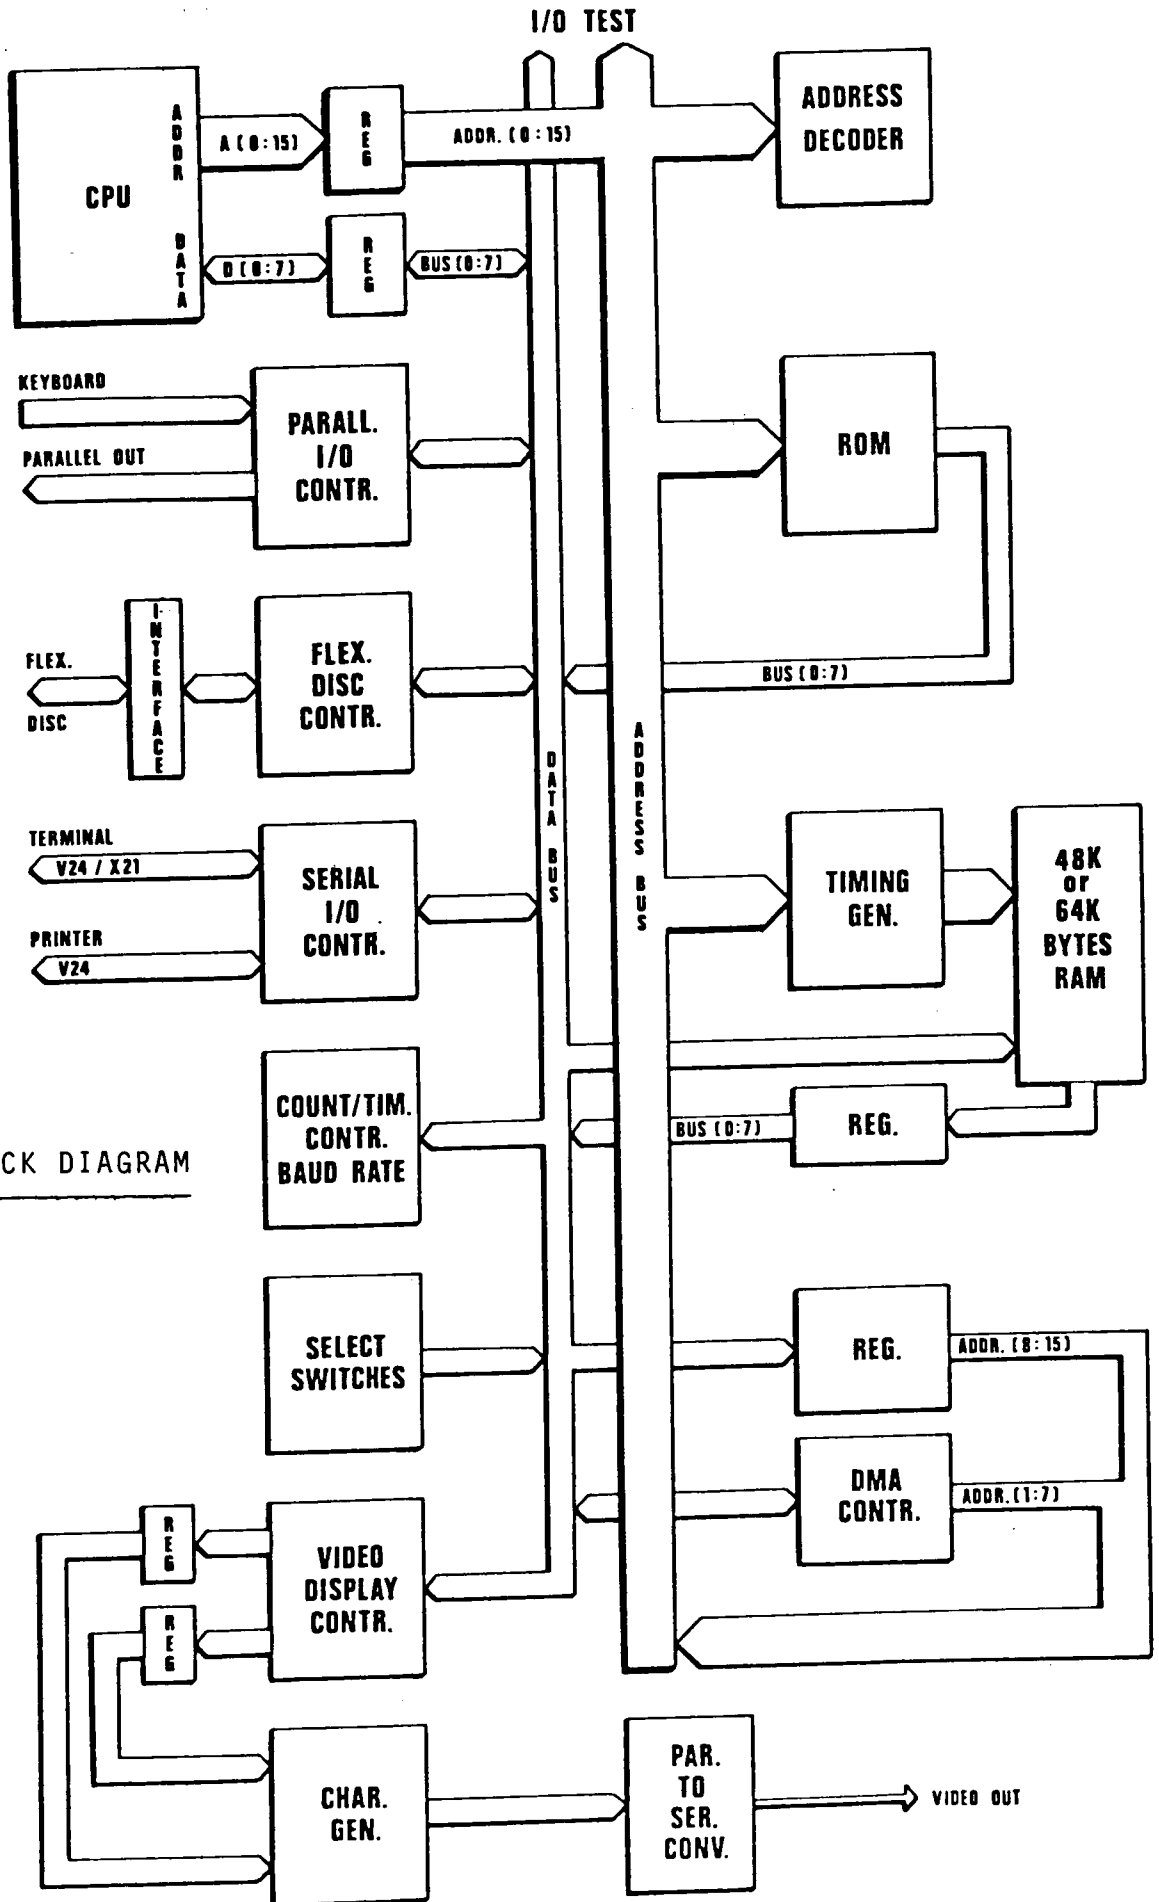 I/O TEST
CPU
ADDR
DATA
A (0:15)
REG
ADDR. (0:15)
ADDRESS
DECODER
D (0:7)
REG
BUS (0:7)
KEYBOARD
PARALLEL OUT
PARALL.
I/O
CONTR.
ROM
BUS (0:7)
FLEX.
DISC
INTERFACE
FLEX.
DISC
CONTR.
DATA BUS
ADDRESS BUS
TERMINAL
V24 / X21
PRINTER
V24
SERIAL
I/O
CONTR.
TIMING
GEN.
48K
or
64K
BYTES
RAM
COUNT/TIM.
CONTR.
BAUD RATE
BUS (0:7)
REG.
CK DIAGRAM
SELECT
SWITCHES
REG.
ADDR. (8:15)
DMA
CONTR.
ADDR. (1:7)
REG
REG
VIDEO
DISPLAY
CONTR.
CHAR.
GEN.
PAR.
TO
SER.
CONV.
VIDEO OUT